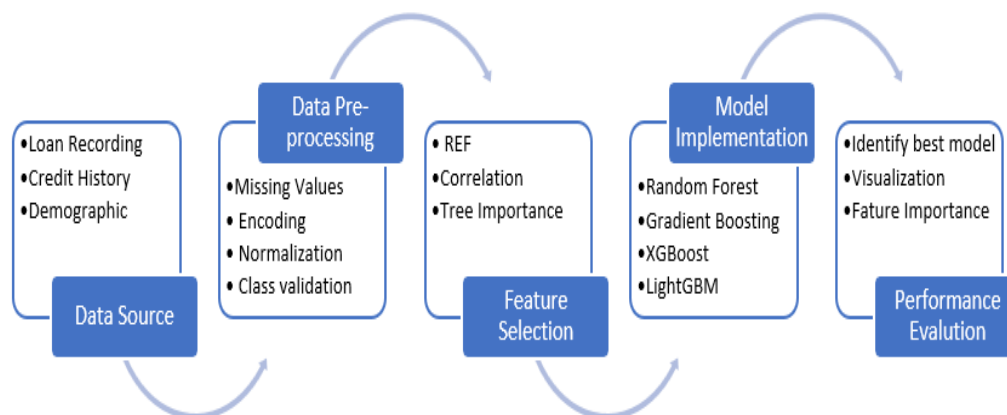 •Loan Recording
•Credit History
•Demographic
Data Source
Data Pre-
processing
•Missing Values
• Encoding
• Normalization
• Class validation
• REF
•Correlation
•Tree Importance
Feature
Selection
Model
Implementation
•Random Forest
•Gradient Boosting
•XGBoost
•LightGBM
•Identify best model
•Visualization
•Fature Importance
Performance
Evalution